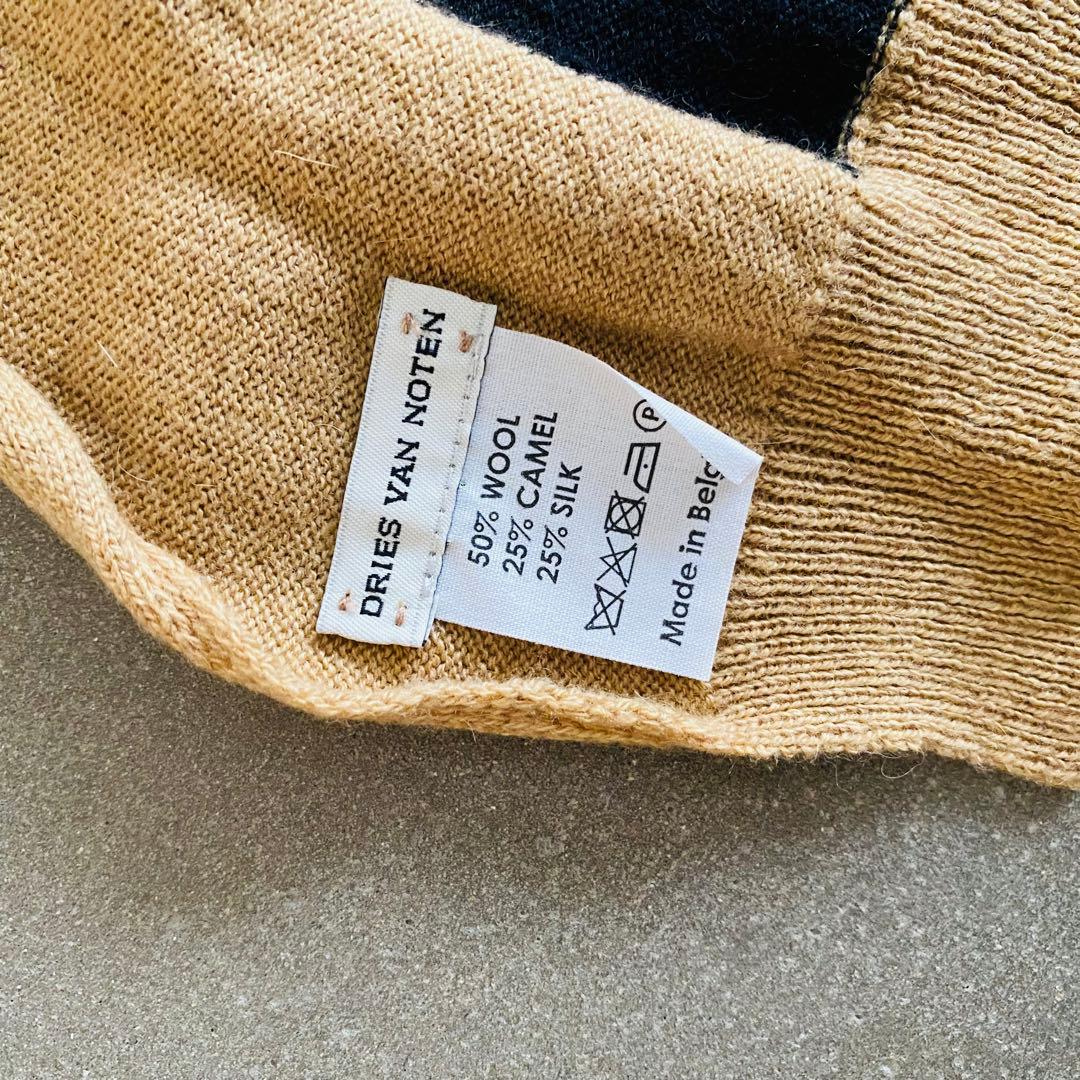 DRIES VAN NOTEN
50% WOOL
25% CAMEL
25% SILK
P
Made in Belg